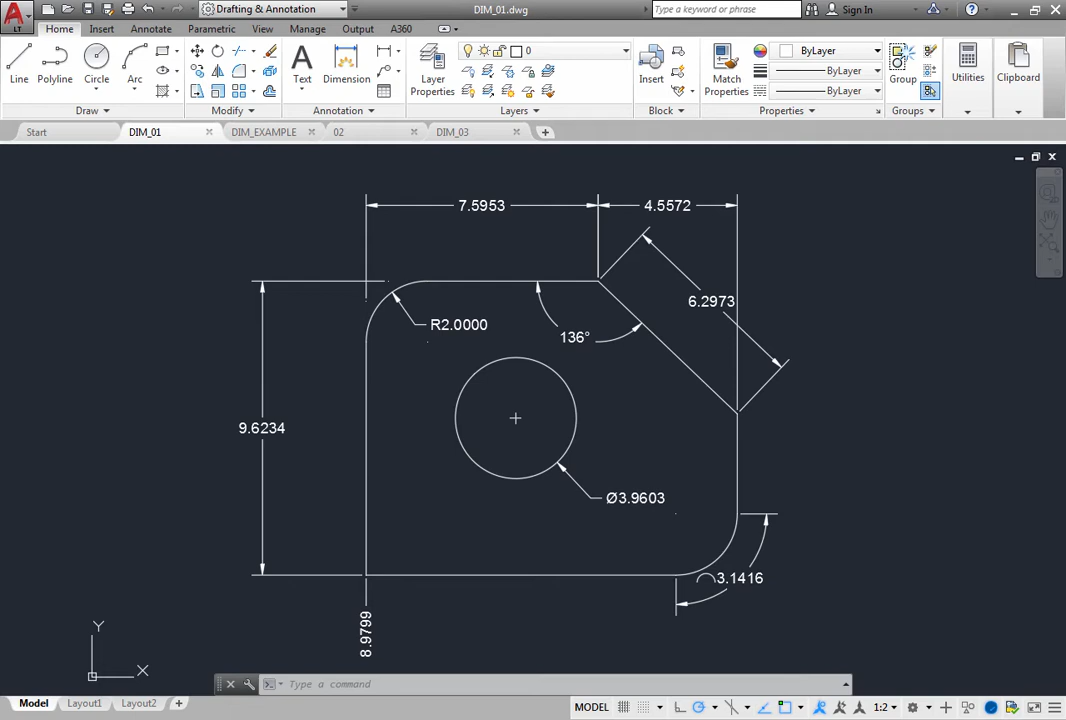 Drafting & Annotation
DIM_01.dwg
Type a keyword or phrase
Sign In
LT
Home
Insert
Annotate
Parametric
View
Manage
Output
A360
Line
Polyline
Circle
Arc
Text
Dimension
Layer
Properties
0
Insert
Match
Properties
ByLayer
ByLayer
ByLayer
Group
Utilities
Clipboard
Draw
Modify
Annotation
Layers
Block
Properties
Groups
Start
DIM_01
DIM_EXAMPLE
02
DIM_03
7.5953
4.5572
6.2973
R2.0000
136°
9.6234
Ø3.9603
3.1416
8.9799
Y
X
Type a command
Model
Layout1
Layout2
MODEL
1:2